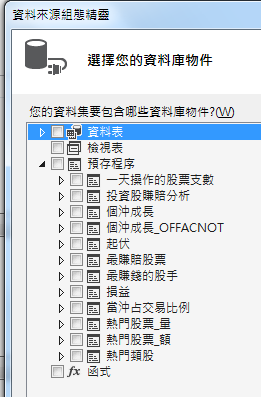 資料來源組態精靈
選擇您的資料庫物件
您的資料集要包含哪些資料庫物件?(W)
資料表
檢視表
預存程序
一天操作的股票支數
投資股賺賠分析
個沖成長
個沖成長_OFFACNOT
起伏
最賺賠股票
最賺錢的股手
損益
當沖占交易比例
熱門股票_量
熱門股票_額
熱門類股
fx 函式